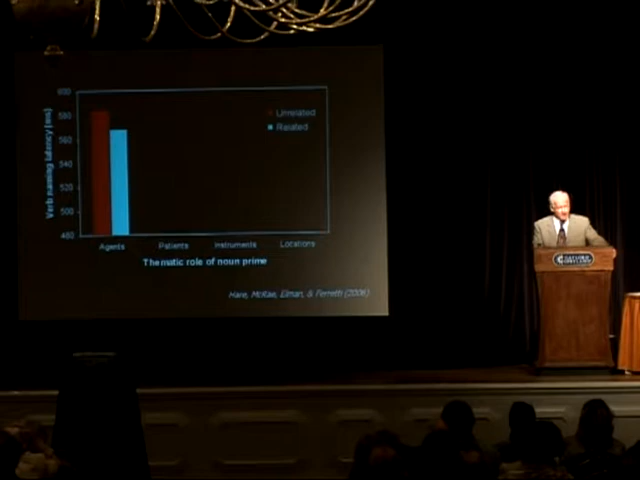 600
580
560
540
520
500
480
Verb naming latency (ms)
Unrelated
Related
Agents
Patients
Instruments
Locations
Thematic role of noun prime
Hare, McRae, Elman, & Ferretti (2006)